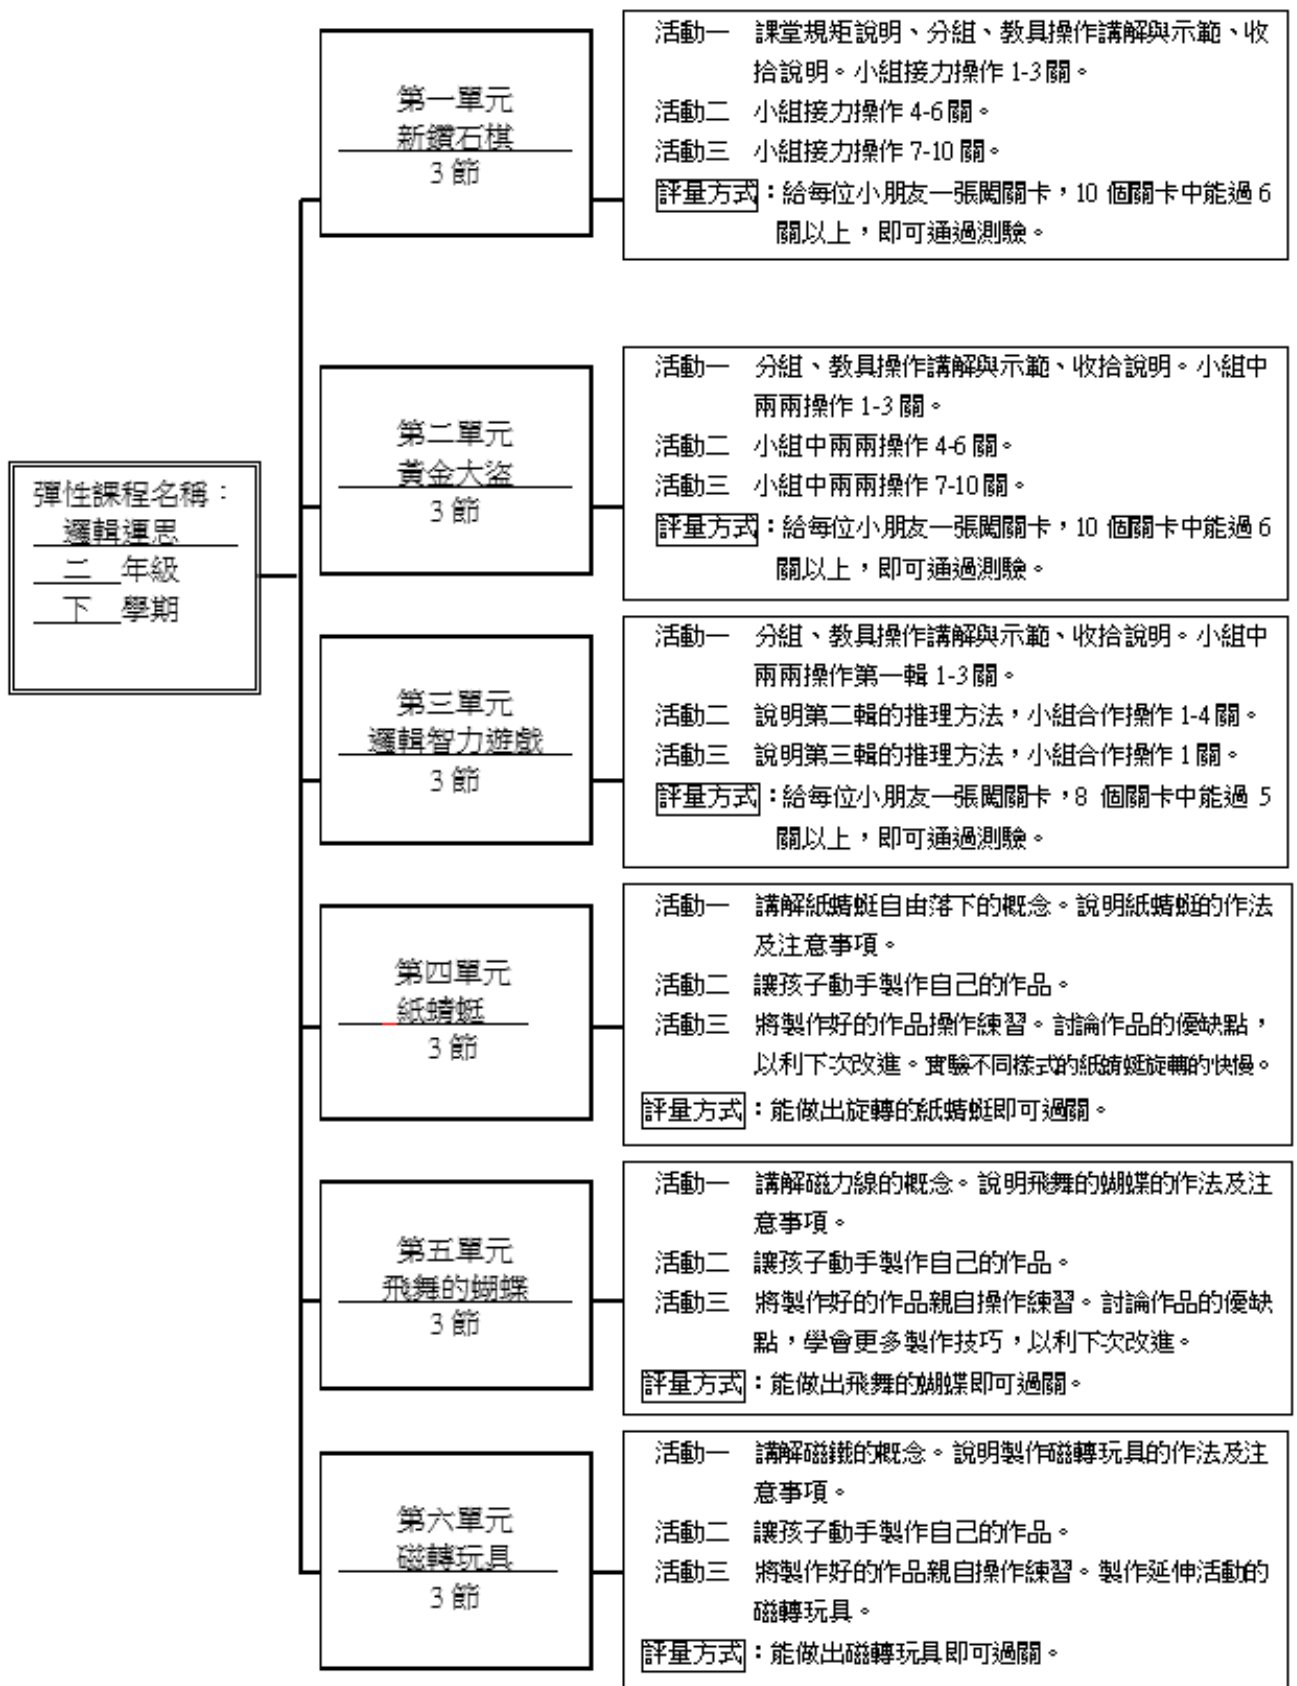 彈性課程名稱：
邏輯運思
二 年級
下 學期
第一單元
新鑽石棋
3 節
活動一 課堂規矩說明、分組、教具操作講解與示範、收
拾說明。小組接力操作 1-3 關。
活動二 小組接力操作 4-6 關。
活動三 小組接力操作 7-10 關。
評量方式：給每位小朋友一張闖關卡，10 個關卡中能過 6
關以上，即可通過測驗。
第二單元
黃金大盜
3 節
活動一 分組、教具操作講解與示範、收拾說明。小組中
兩兩操作 1-3 關。
活動二 小組中兩兩操作 4-6 關。
活動三 小組中兩兩操作 7-10 關。
評量方式：給每位小朋友一張闖關卡，10 個關卡中能過 6
關以上，即可通過測驗。
第三單元
邏輯智力遊戲
3 節
活動一 分組、教具操作講解與示範、收拾說明。小組中
兩兩操作第一輯 1-3 關。
活動二 說明第二輯的推理方法，小組合作操作 1-4 關。
活動三 說明第三輯的推理方法，小組合作操作 1 關。
評量方式：給每位小朋友一張闖關卡，8 個關卡中能過 5
關以上，即可通過測驗。
第四單元
紙蜻蜓
3 節
活動一 講解紙蜻蜓自由落下的概念。說明紙蜻蜓的作法
及注意事項。
活動二 讓孩子動手製作自己的作品。
活動三 將製作好的作品操作練習。討論作品的優缺點，
以利下次改進。實驗不同樣式的紙蜻蜓旋轉的快慢。
評量方式：能做出旋轉的紙蜻蜓即可過關。
第五單元
飛舞的蝴蝶
3 節
活動一 講解磁力線的概念。說明飛舞的蝴蝶的作法及注
意事項。
活動二 讓孩子動手製作自己的作品。
活動三 將製作好的作品親自操作練習。討論作品的優缺
點，學會更多製作技巧，以利下次改進。
評量方式：能做出飛舞的蝴蝶即可過關。
第六單元
磁轉玩具
3 節
活動一 講解磁鐵的概念。說明製作磁轉玩具的作法及注
意事項。
活動二 讓孩子動手製作自己的作品。
活動三 將製作好的作品親自操作練習。製作延伸活動的
磁轉玩具。
評量方式：能做出磁轉玩具即可過關。